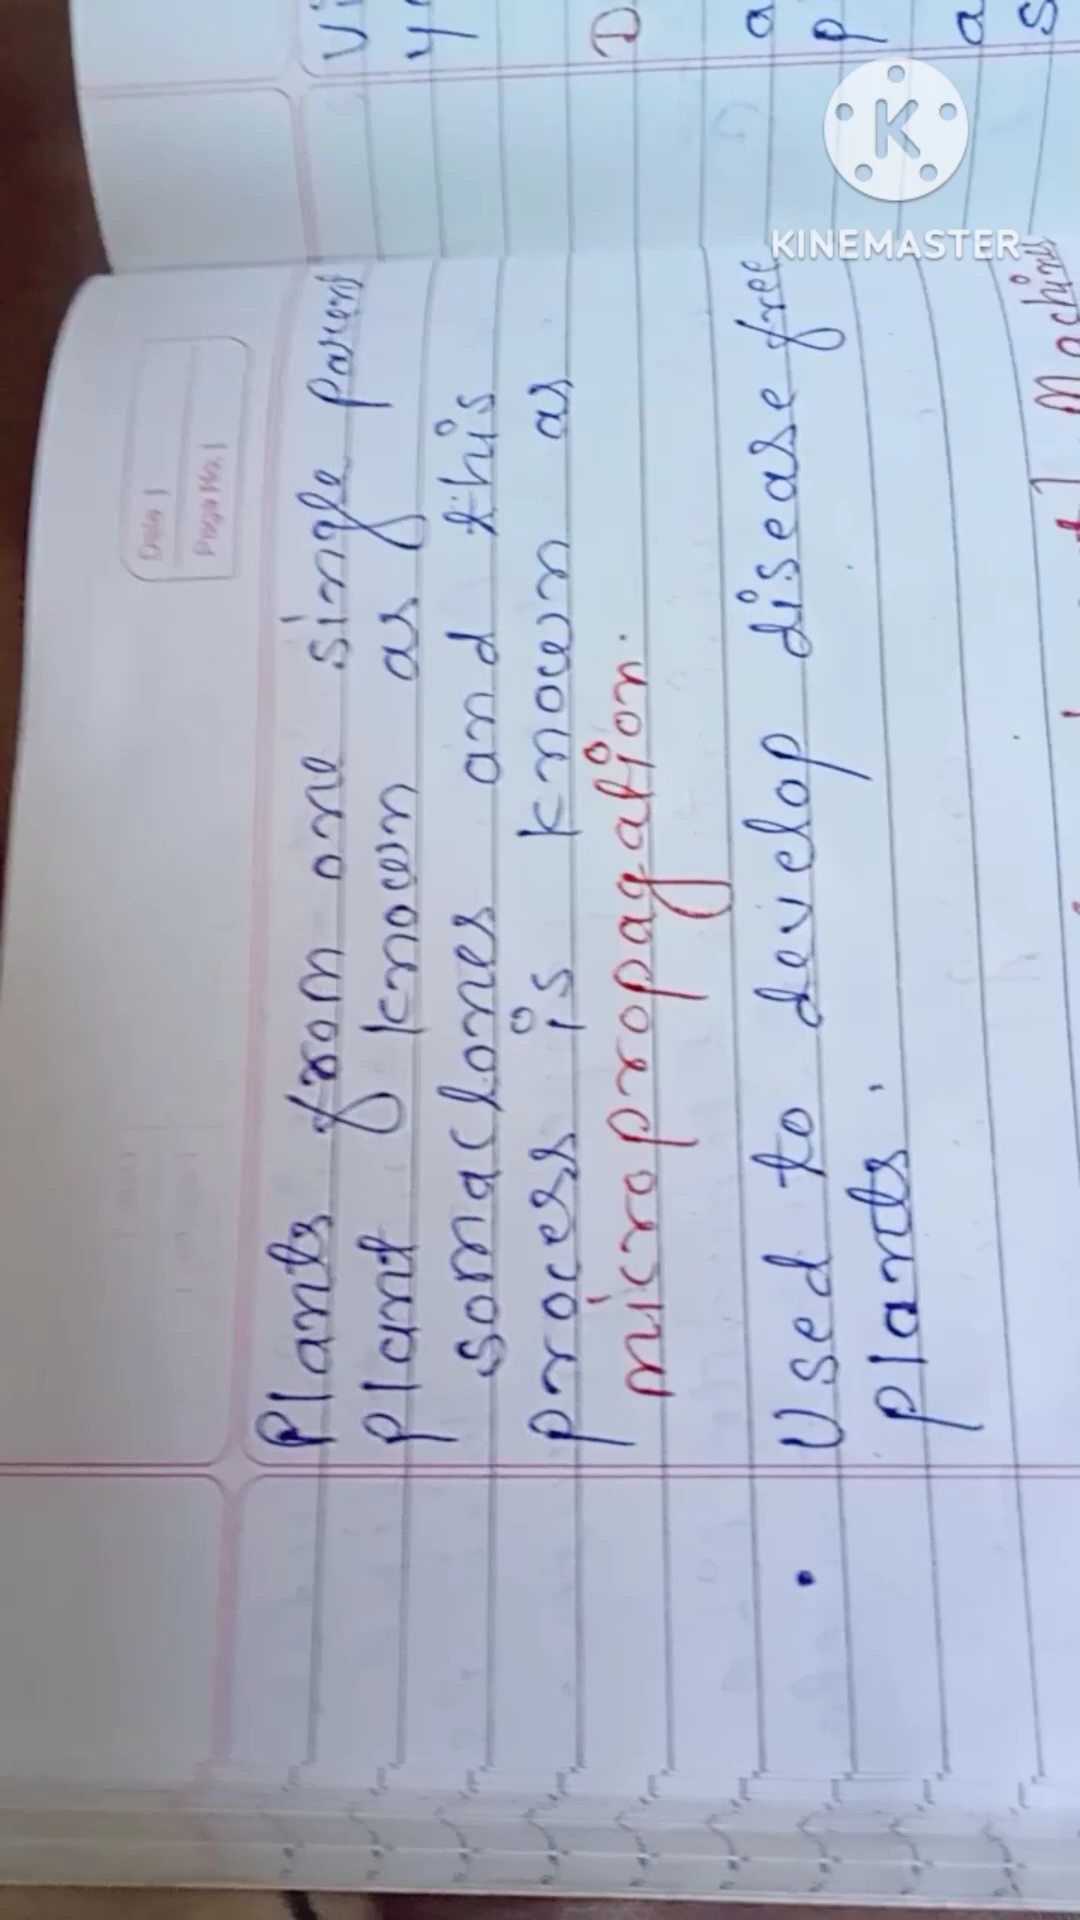 Date |
Page No. |
Plants from one single parent
plant known as
somaclones and this
process is known as
micropropagation.
• Used to develop disease free
plants.
Machine
KINEMASTER